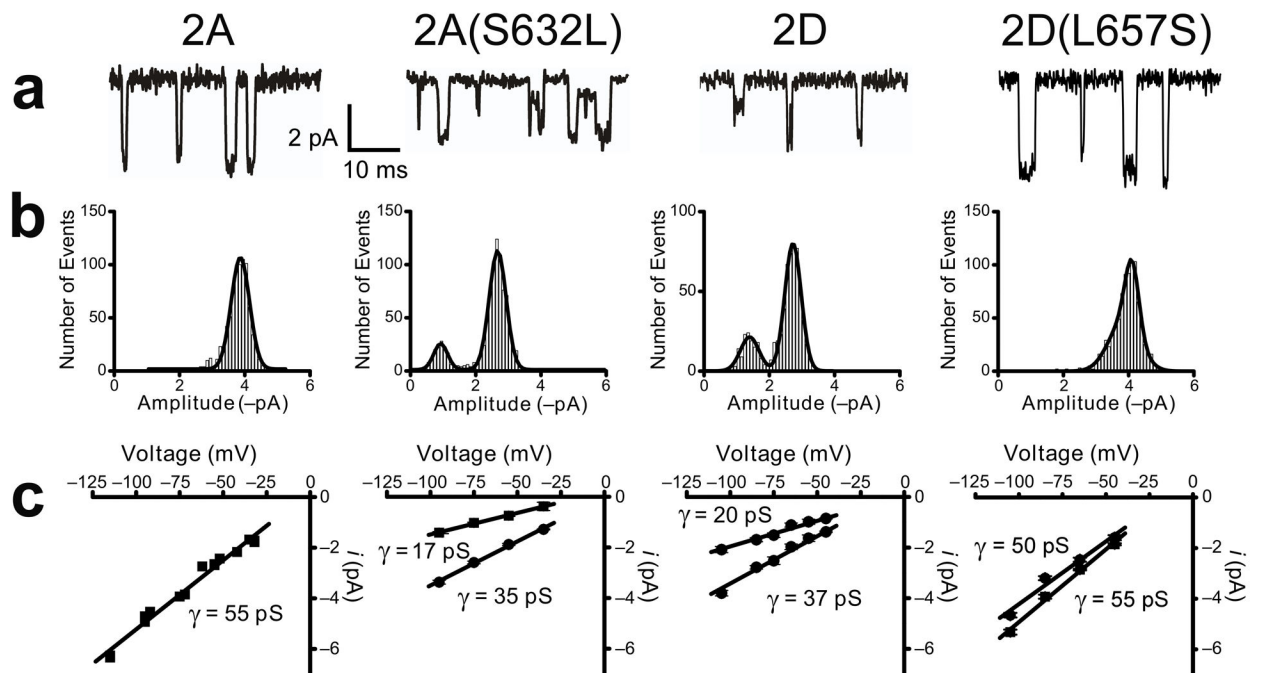 2A 2A(S632L) 2D 2D(L657S)
a
2 pA
10 ms
b
Number of Events Number of Events Number of Events Number of Events
150 150 100 150
100 100 50 100
50 50 50
0 0 0 0
0 2 4 6 0 2 4 6 0 2 4 6 0 2 4 6
Amplitude (–pA) Amplitude (–pA) Amplitude (–pA) Amplitude (–pA)
c
Voltage (mV) Voltage (mV) Voltage (mV) Voltage (mV)
–125 –100 –75 –50 –25 0 –125 –100 –75 –50 –25 0 –125 –100 –75 –50 –25 0 –125 –100 –75 –50 –25 0
0 0 0 0
γ = 20 pS
γ = 17 pS γ = 50 pS
–2 –2 –2 –2
i (pA) i (pA) i (pA) i (pA)
–4 –4 –4 –4
γ = 55 pS γ = 35 pS γ = 37 pS γ = 55 pS
–6 –6 –6 –6